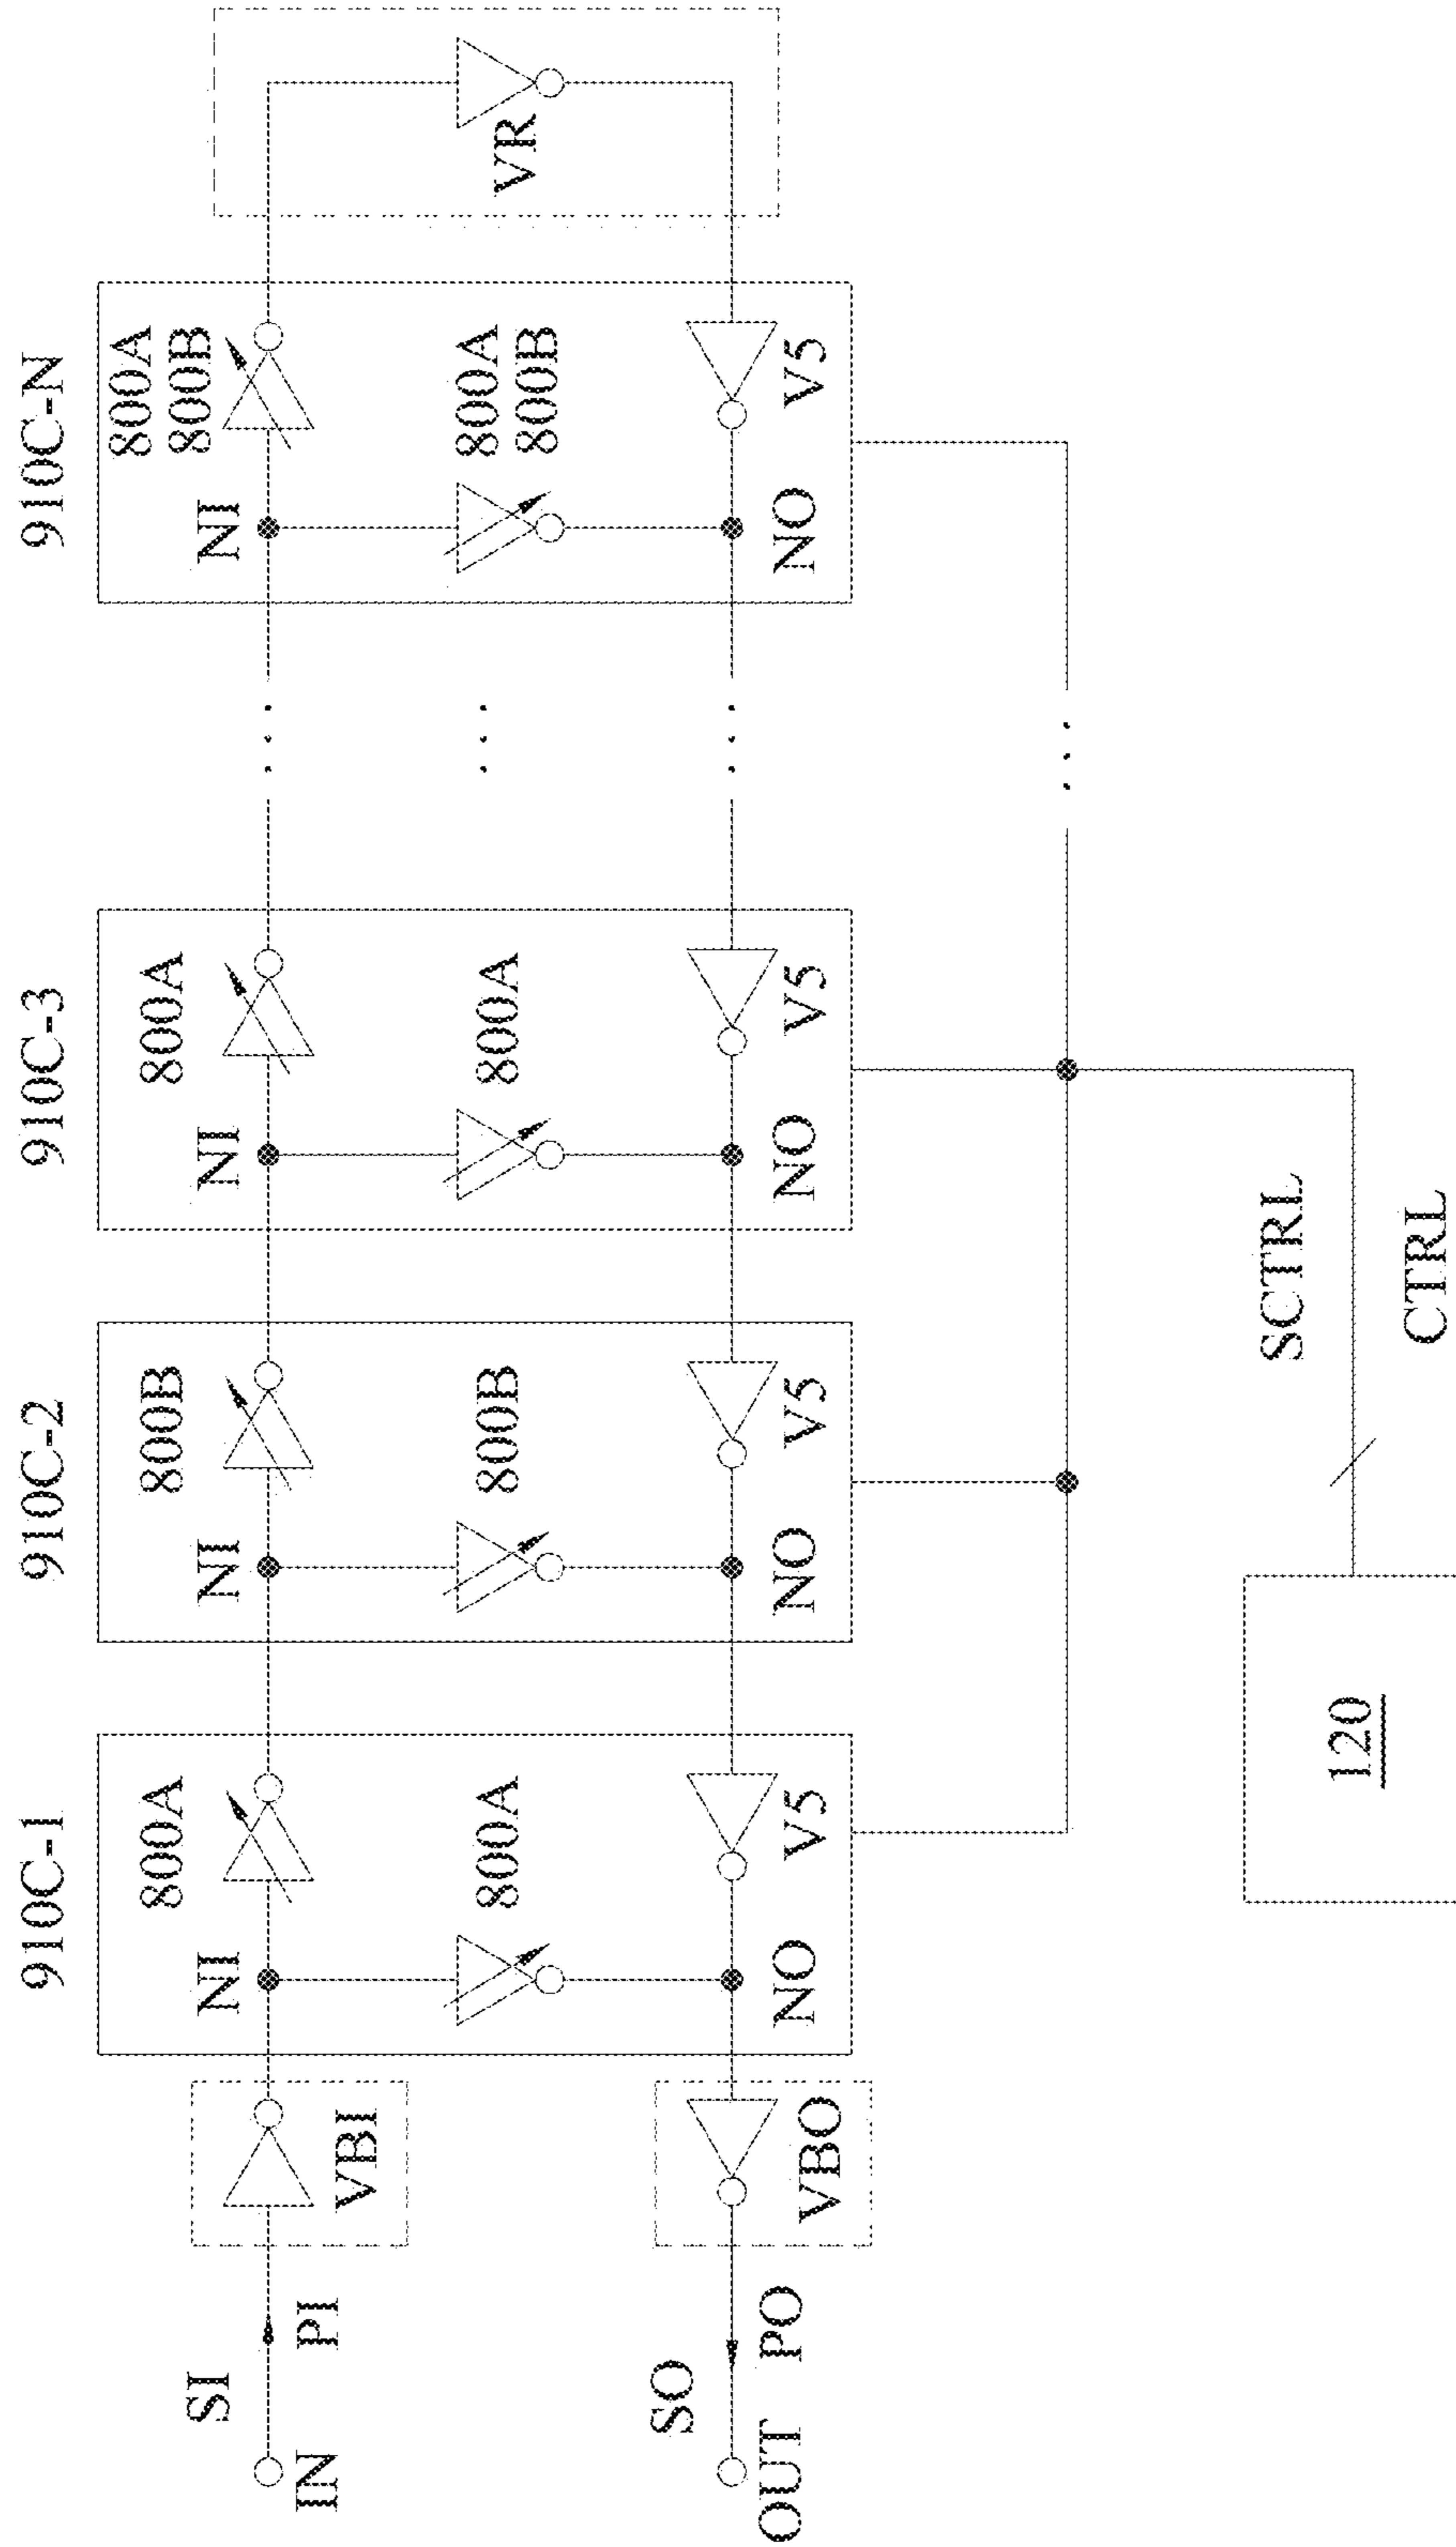 910C-1
910C-2
910C-3
910C-N
800A
800B
800A
800A
800B
NI
NI
NI
NI
SI
IN
PI
VBI
800A
800B
800A
800A
800B
VR
SO
OUT
PO
VBO
NO
V5
NO
V5
NO
V5
NO
V5
120
SCTRL
CTRL